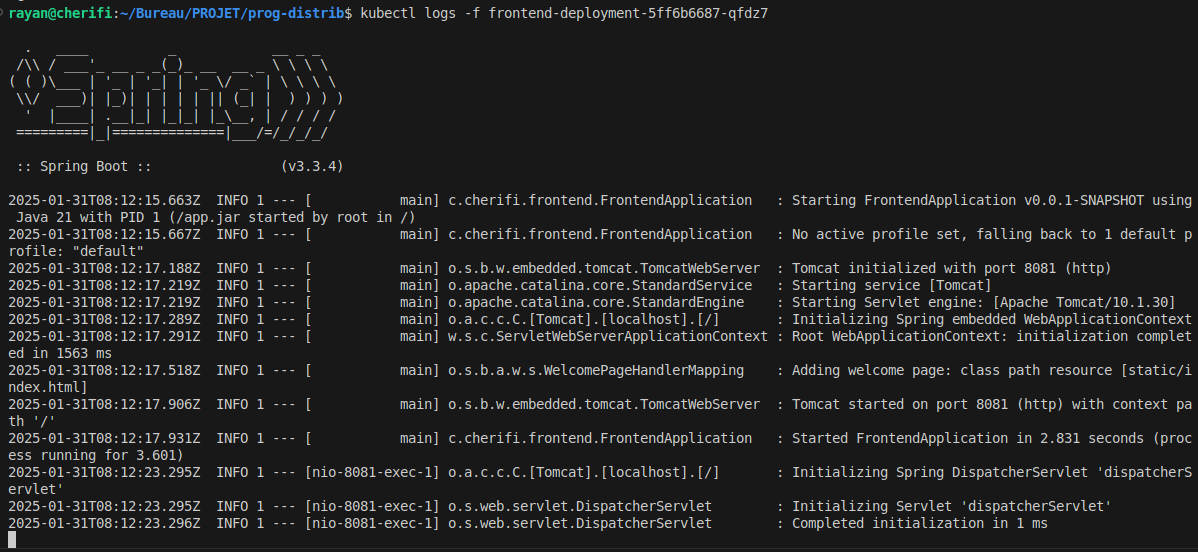 rayan@cherifi:~/Bureau/PROJET/prog-distrib$ kubectl logs -f frontend-deployment-5ff6b6687-qfdz7

  .   ____          _            __ _ _
 /\\ / ___'_ __ _ _(_)_ __  __ _ \ \ \ \
( ( )\___ | '_ | '_| | '_ \/ _` | \ \ \ \
 \\/  ___)| |_)| | | | | || (_| |  ) ) ) )
  '  |____| .__|_| |_|_| |_\__, | / / / /
 =========|_|==============|___/=/_/_/_/

 :: Spring Boot ::                (v3.3.4)

2025-01-31T08:12:15.663Z  INFO 1 --- [           main] c.cherifi.frontend.FrontendApplication   : Starting FrontendApplication v0.0.1-SNAPSHOT using
 Java 21 with PID 1 (/app.jar started by root in /)
2025-01-31T08:12:15.667Z  INFO 1 --- [           main] c.cherifi.frontend.FrontendApplication   : No active profile set, falling back to 1 default p
rofile: "default"
2025-01-31T08:12:17.188Z  INFO 1 --- [           main] o.s.b.w.embedded.tomcat.TomcatWebServer  : Tomcat initialized with port 8081 (http)
2025-01-31T08:12:17.219Z  INFO 1 --- [           main] o.apache.catalina.core.StandardService   : Starting service [Tomcat]
2025-01-31T08:12:17.219Z  INFO 1 --- [           main] o.apache.catalina.core.StandardEngine    : Starting Servlet engine: [Apache Tomcat/10.1.30]
2025-01-31T08:12:17.289Z  INFO 1 --- [           main] o.a.c.c.C.[Tomcat].[localhost].[/]       : Initializing Spring embedded WebApplicationContext
2025-01-31T08:12:17.291Z  INFO 1 --- [           main] w.s.c.ServletWebServerApplicationContext : Root WebApplicationContext: initialization complet
ed in 1563 ms
2025-01-31T08:12:17.518Z  INFO 1 --- [           main] o.s.b.a.w.s.WelcomePageHandlerMapping    : Adding welcome page: class path resource [static/i
ndex.html]
2025-01-31T08:12:17.906Z  INFO 1 --- [           main] o.s.b.w.embedded.tomcat.TomcatWebServer  : Tomcat started on port 8081 (http) with context pa
th '/'
2025-01-31T08:12:17.931Z  INFO 1 --- [           main] c.cherifi.frontend.FrontendApplication   : Started FrontendApplication in 2.831 seconds (proc
ess running for 3.601)
2025-01-31T08:12:23.295Z  INFO 1 --- [nio-8081-exec-1] o.a.c.c.C.[Tomcat].[localhost].[/]       : Initializing Spring DispatcherServlet 'dispatcherS
ervlet'
2025-01-31T08:12:23.295Z  INFO 1 --- [nio-8081-exec-1] o.s.web.servlet.DispatcherServlet        : Initializing Servlet 'dispatcherServlet'
2025-01-31T08:12:23.296Z  INFO 1 --- [nio-8081-exec-1] o.s.web.servlet.DispatcherServlet        : Completed initialization in 1 ms